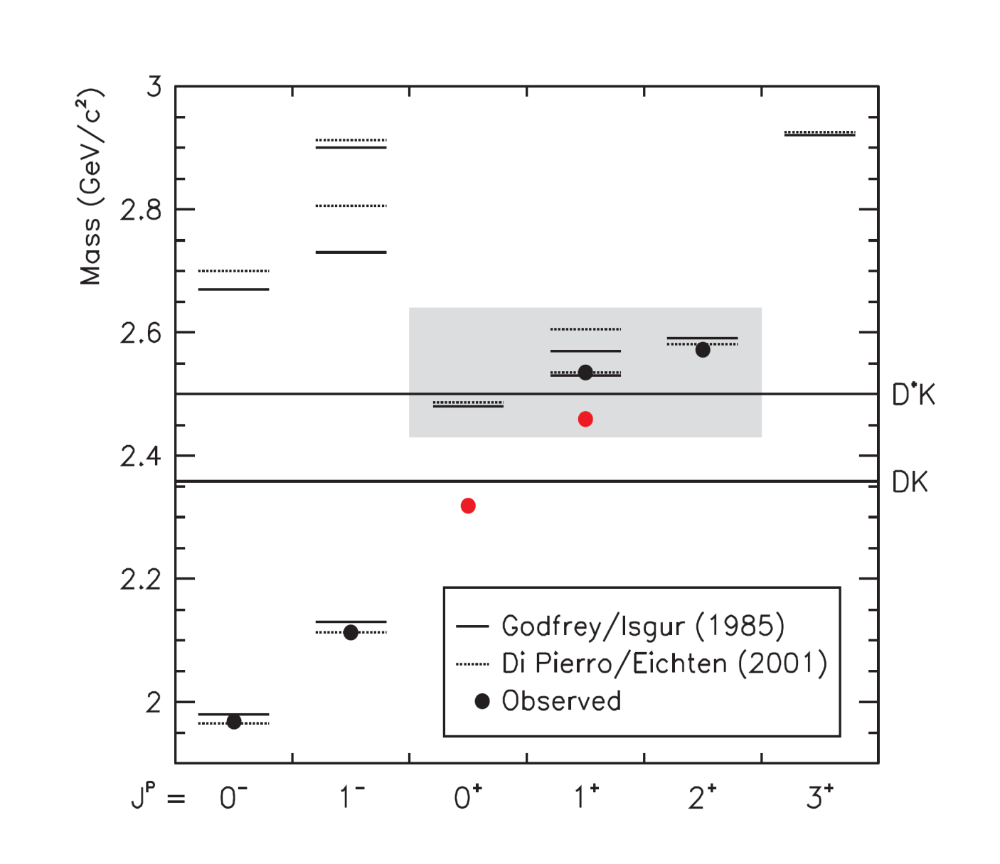 Mass (GeV/c²)
3
2.8
2.6
2.4
2.2
2
D*K
DK
Godfrey/Isgur (1985)
Di Pierro/Eichten (2001)
Observed
Jᴾ = 0⁻ 1⁻ 0⁺ 1⁺ 2⁺ 3⁺